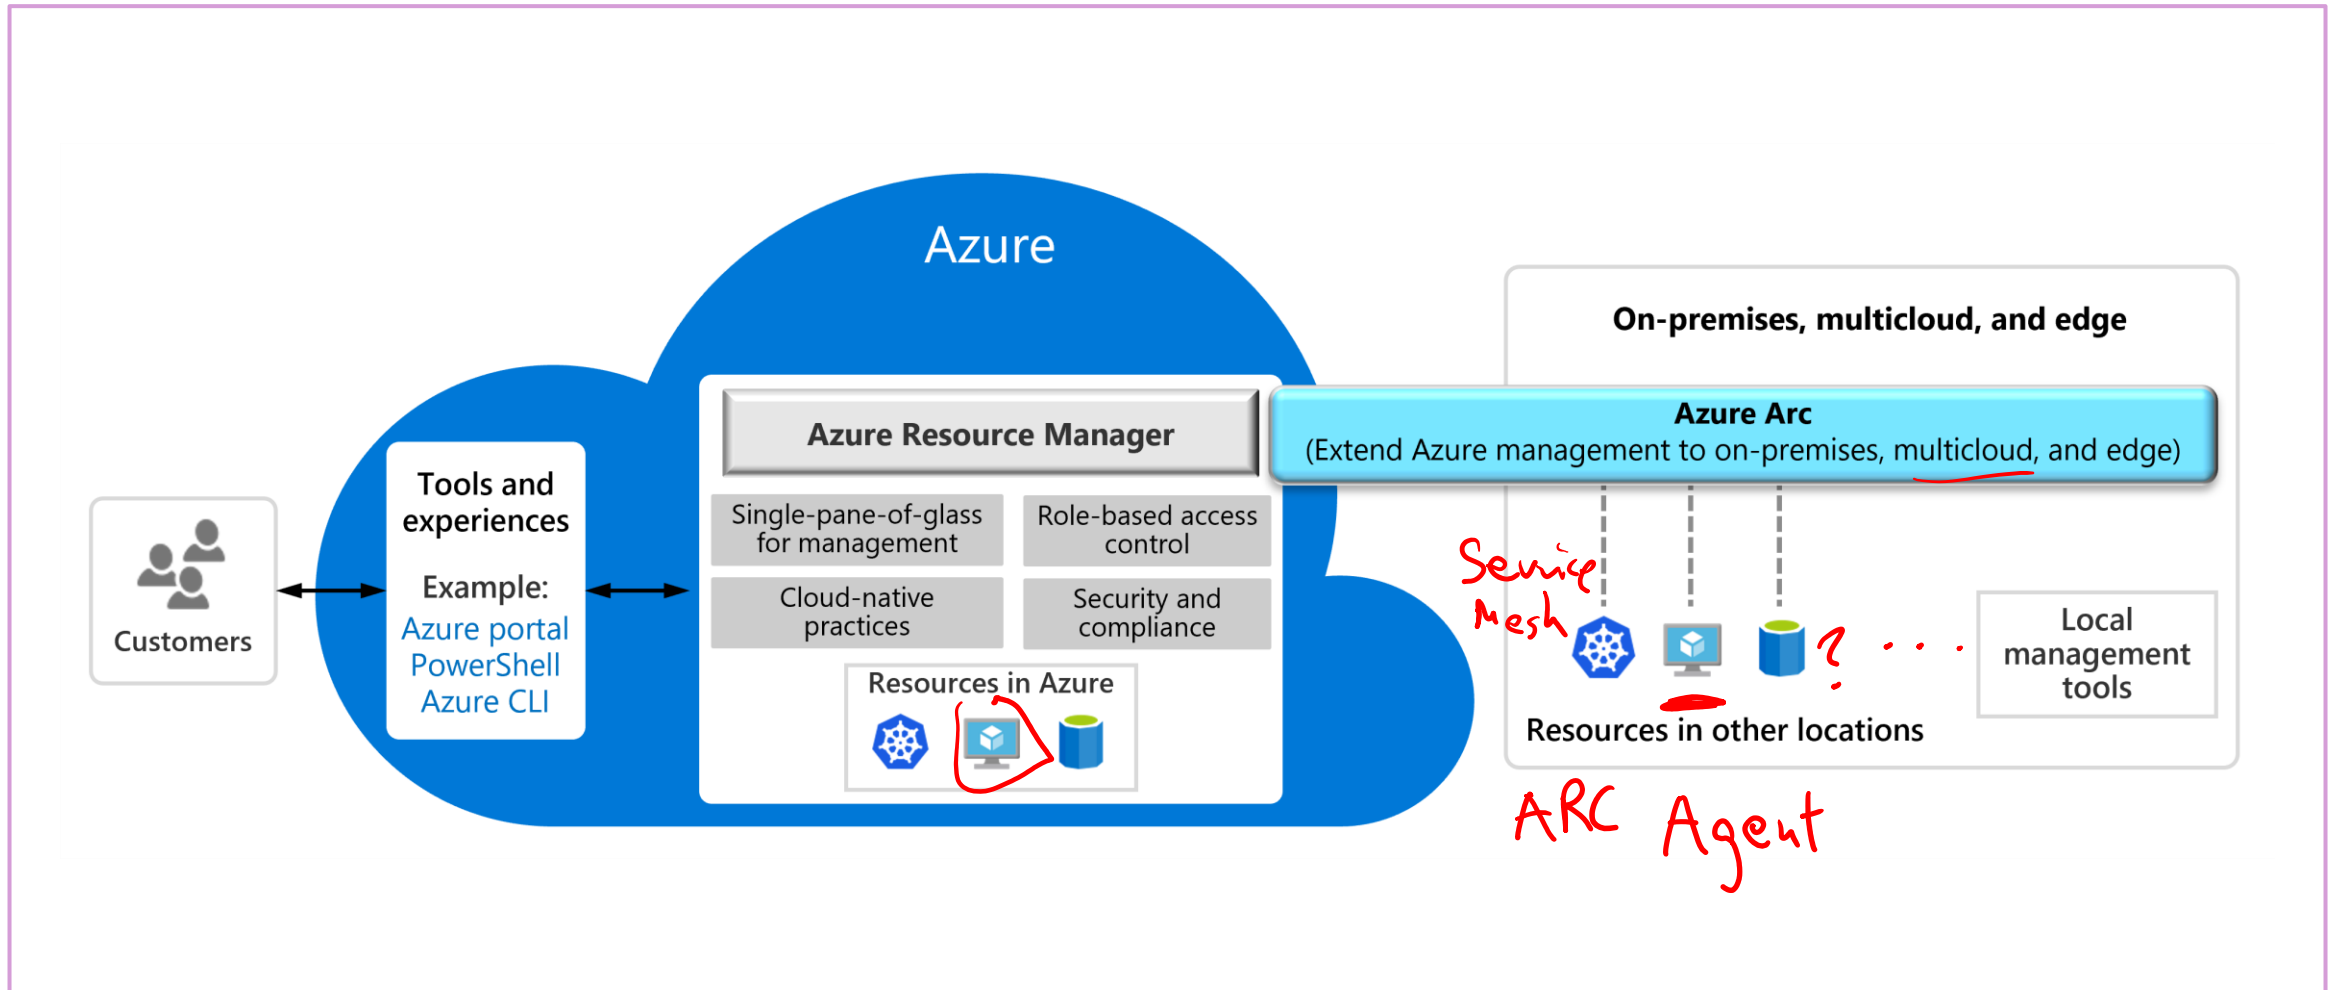 Azure
On-premises, multicloud, and edge
Azure Resource Manager
Azure Arc
(Extend Azure management to on-premises, multicloud, and edge)
Tools and
experiences
Example:
Azure portal
PowerShell
Azure CLI
Customers
Single-pane-of-glass
for management
Role-based access
control
Cloud-native
practices
Security and
compliance
Resources in Azure
Service
Mesh
? ....
Local
management
tools
Resources in other locations
ARC Agent